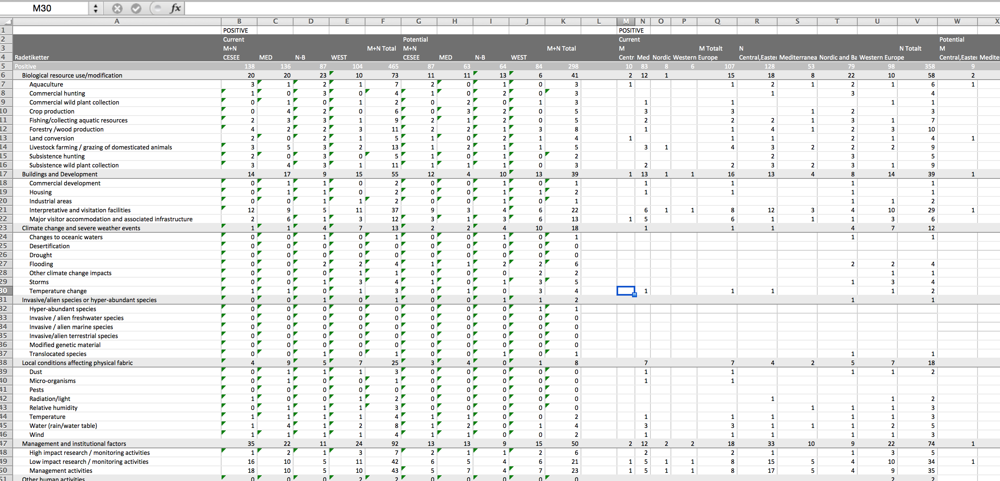 M30 fx
A B C D E F G H I J K L M N O P Q R S T U V W X
1 POSITIVE POSITIVE
2 Current Potential Current Potential
3 M+N M+N Total M+N M+N Total M M Totalt N N Totalt M
4 Radetiketter CESEE MED N-B WEST CESEE MED N-B WEST Centr Med Nordic Western Europe Central,Easter Mediterranea Nordic and Ba Western Europe Central,Easter Mediter
5 Positive 138 136 87 104 465 87 63 64 84 298 10 83 8 6 107 128 53 79 98 358 9
6 Biological resource use/modification 20 20 23 10 73 11 11 13 6 41 2 12 1 15 18 8 22 10 58 2
7 Aquaculture 3 1 2 1 7 2 0 1 0 3 1 1 2 1 2 1 6 1
8 Commercial hunting 1 0 3 0 4 1 0 2 0 3 1 3 4
9 Commercial wild plant collection 0 1 0 1 2 0 2 0 1 3 1 1 1 1
10 Crop production 0 4 2 0 6 0 3 2 0 5 3 3 1 2 3
11 Fishing/collecting aquatic resources 2 3 3 1 9 2 1 2 0 5 2 2 2 1 3 1 7
12 Forestry /wood production 4 2 2 3 11 2 2 1 3 8 1 1 4 1 2 3 10
13 Land conversion 2 0 2 1 5 1 0 2 1 4 1 1 1 2 1 4 1
14 Livestock farming / grazing of domesticated animals 3 5 3 2 13 1 2 1 1 5 3 1 4 3 2 2 2 9
15 Subsistence hunting 2 0 3 0 5 1 0 1 0 2 2 3 5
16 Subsistence wild plant collection 3 4 3 1 11 1 1 1 0 3 2 2 3 2 3 1 9
17 Buildings and Development 14 17 9 15 55 12 4 10 13 39 1 13 1 1 16 13 4 8 14 39 1
18 Commercial development 0 1 1 0 2 0 0 1 0 1 1 1 1 1
19 Housing 0 1 1 0 2 0 0 1 1 2 1 1 1 1
20 Industrial areas 0 0 1 1 2 0 0 1 0 1 1 1 2
21 Interpretative and visitation facilities 12 9 5 11 37 9 3 4 6 22 6 1 1 8 12 3 4 10 29 1
22 Major visitor accommodation and associated infrastructure 2 6 1 3 12 3 1 3 6 13 1 5 6 1 1 1 3 6
23 Climate change and severe weather events 1 1 4 7 13 2 2 4 10 18 1 1 1 4 7 12
24 Changes to oceanic waters 0 0 1 0 1 0 0 1 0 1 1 1
25 Desertification 0 0 0 0 0 0 0 0 0 0
26 Drought 0 0 0 0 0 0 0 0 0 0
27 Flooding 0 0 2 2 4 1 1 2 2 6 2 2 4
28 Other climate change impacts 0 0 0 1 1 0 0 0 2 2 1 1
29 Storms 0 0 1 3 4 1 0 1 3 5 1 3 4
30 Temperature change 1 1 0 1 3 0 1 0 3 4 1 1 1 1 2
31 Invasive/alien species or hyper-abundant species 0 0 1 0 1 0 0 1 1 2 1 1
32 Hyper-abundant species 0 0 0 0 0 0 0 0 1 1
33 Invasive / alien freshwater species 0 0 0 0 0 0 0 0 0 0
34 Invasive / alien marine species 0 0 0 0 0 0 0 0 0 0
35 Invasive/alien terrestrial species 0 0 0 0 0 0 0 0 0 0
36 Modified genetic material 0 0 0 0 0 0 0 0 0 0
37 Translocated species 0 0 1 0 1 0 0 1 0 1 1 1
38 Local conditions affecting physical fabric 4 9 5 7 25 3 4 0 1 8 7 7 4 2 5 7 18
39 Dust 0 1 1 1 3 0 0 0 0 0 1 1 1 1 2
40 Micro-organisms 0 1 0 0 1 0 0 0 0 0 1 1
41 Pests 0 0 0 0 0 0 0 0 0 0
42 Radiation/light 1 0 0 1 2 0 0 0 0 0 1 1 2
43 Relative humidity 0 1 1 1 3 0 0 0 0 0 1 1 1 3
44 Temperature 1 1 1 1 4 1 1 0 0 2 1 1 1 1 1 3
45 Water (rain/water table) 1 4 1 2 8 1 2 0 1 4 3 3 1 1 1 2 5
46 Wind 1 1 1 1 4 1 1 0 0 2 1 1 1 1 1 3
47 Management and institutional factors 35 22 11 24 92 13 13 9 15 50 2 12 2 2 18 33 10 9 22 74 1
48 High impact research / monitoring activities 1 2 1 3 7 2 1 1 2 6 2 2 1 1 3 5
49 Low impact research / monitoring activities 16 10 5 11 42 6 5 4 6 21 1 5 1 1 8 15 5 4 10 34 1
50 Management activities 18 10 5 10 43 5 7 4 7 23 1 5 1 1 8 17 5 4 9 35
51 Other human activities 0 0 0 2 2 0 0 0 0 0 2 2